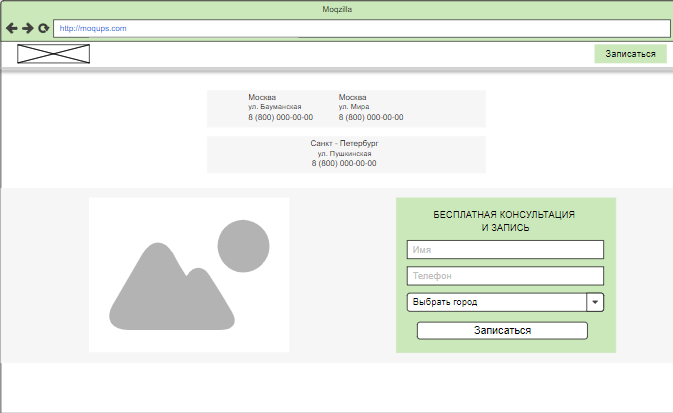 Moqzilla
http://moqups.com
Записаться
Москва
ул. Бауманская
8 (800) 000-00-00
Москва
ул. Мира
8 (800) 000-00-00
Санкт - Петербург
ул. Пушкинская
8 (800) 000-00-00
БЕСПЛАТНАЯ КОНСУЛЬТАЦИЯ
И ЗАПИСЬ
Имя
Телефон
Выбрать город
Записаться